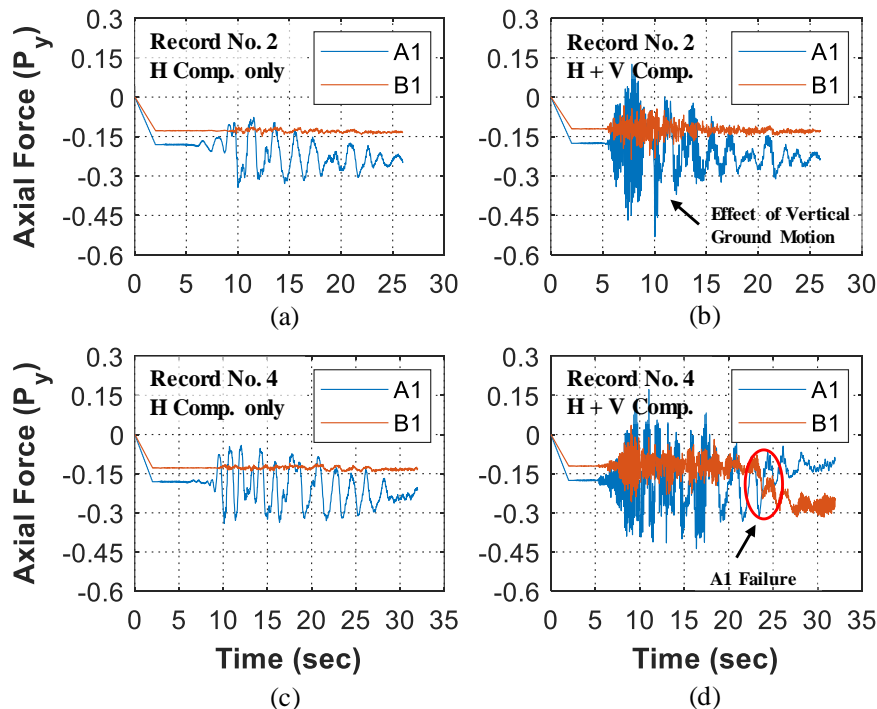 Axial Force (Py)
0.3
0.15
0
-0.15
-0.3
-0.45
-0.6
Record No. 2
H Comp. only
A1
B1
0 5 10 15 20 25 30
(a)
0.3
0.15
0
-0.15
-0.3
-0.45
-0.6
Record No. 2
H + V Comp.
A1
B1
Effect of Vertical
Ground Motion
0 5 10 15 20 25 30
(b)
Axial Force (Py)
0.3
0.15
0
-0.15
-0.3
-0.45
-0.6
Record No. 4
H Comp. only
A1
B1
0 5 10 15 20 25 30 35
Time (sec)
(c)
0.3
0.15
0
-0.15
-0.3
-0.45
-0.6
Record No. 4
H + V Comp.
A1
B1
A1 Failure
0 5 10 15 20 25 30 35
Time (sec)
(d)